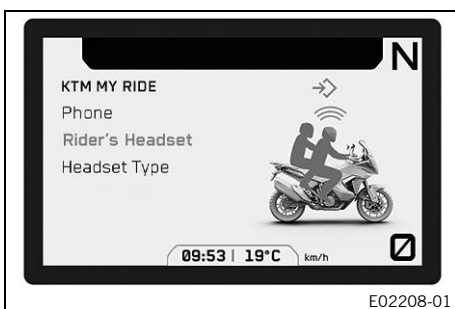 N
KTM MY RIDE
Phone
Rider's Headset
Headset Type
09:53 | 19°C km/h
0
E02208-01